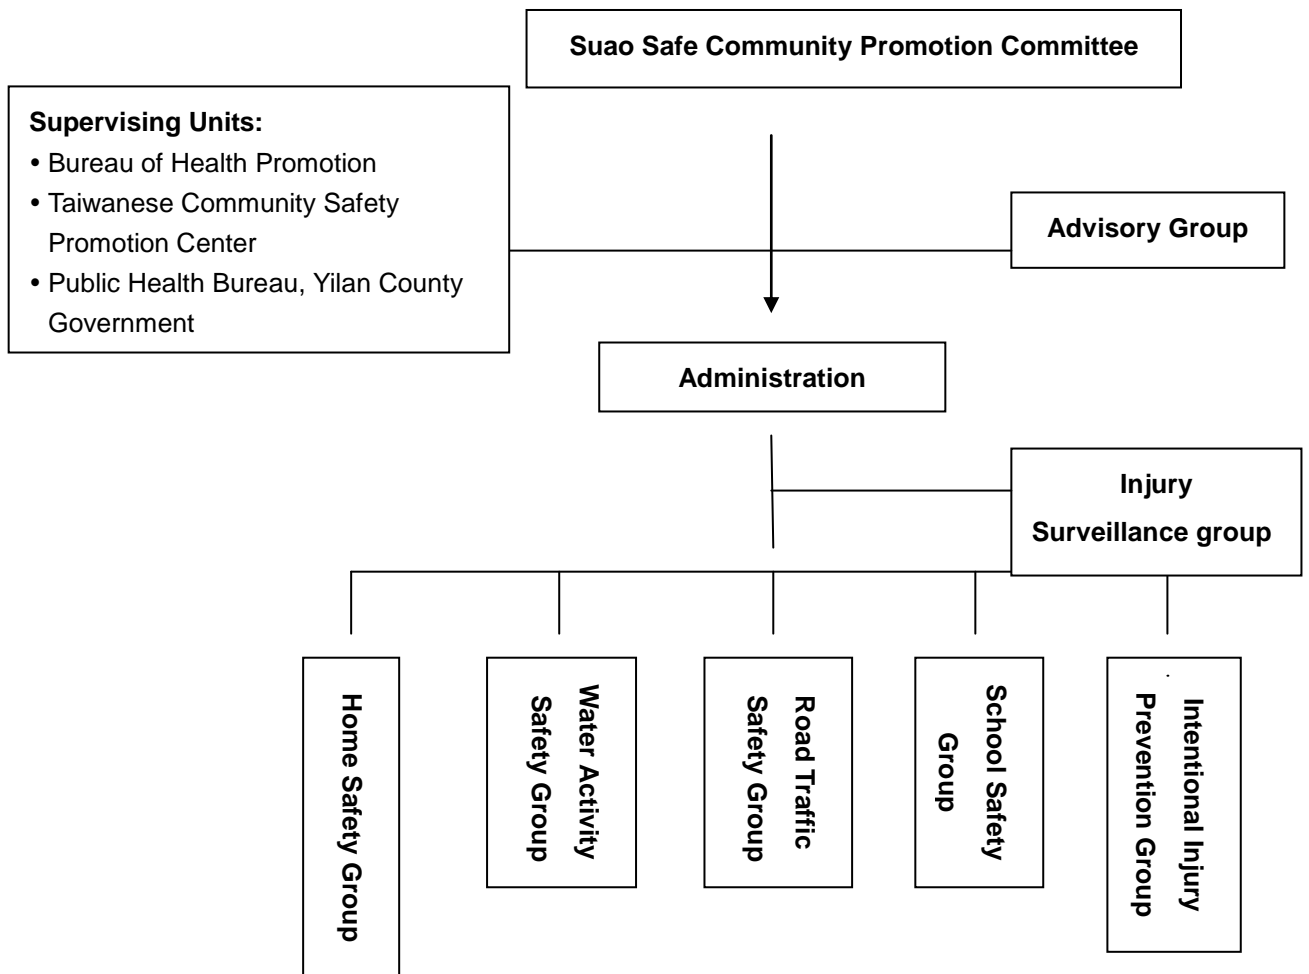 Suao Safe Community Promotion Committee
Supervising Units:
• Bureau of Health Promotion
• Taiwanese Community Safety
Promotion Center
• Public Health Bureau, Yilan County
Government
Advisory Group
Administration
Injury
Surveillance group
Home Safety Group
Water Activity
Safety Group
Road Traffic
Safety Group
School Safety
Group
Intentional Injury
Prevention Group